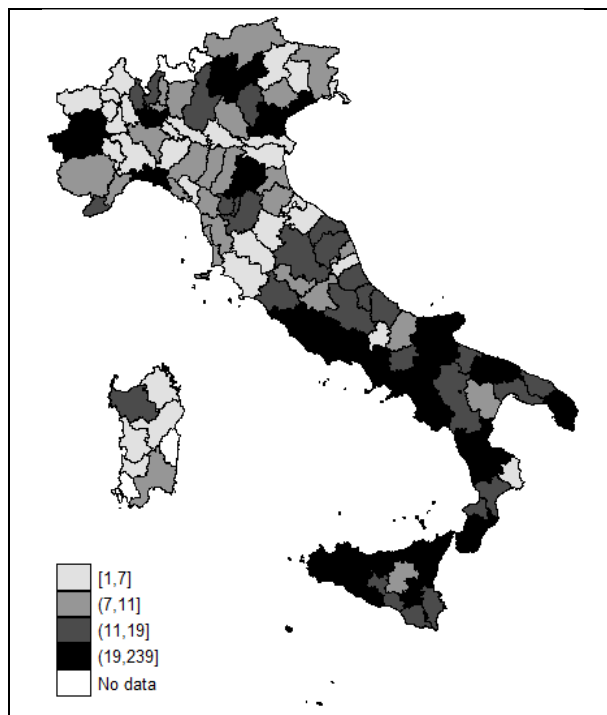 [1,7]
(7,11]
(11,19]
(19,239]
No data